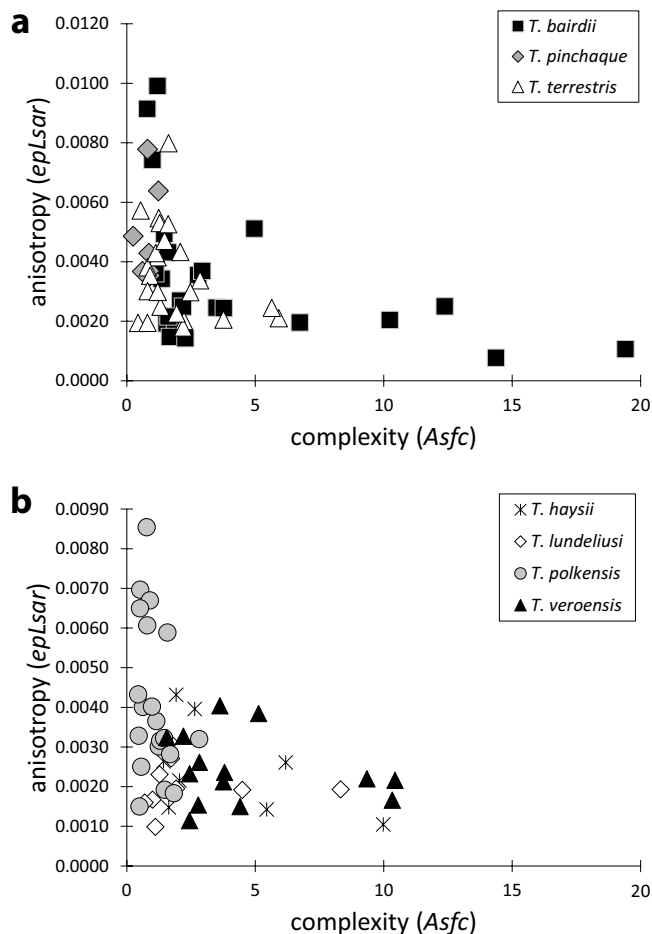 a
0.0120
0.0100
0.0080
0.0060
0.0040
0.0020
0.0000
anisotropy (epLsar)
0 5 10 15 20
complexity (Asfc)
T. bairdii
T. pinchaque
T. terrestris
b
0.0090
0.0080
0.0070
0.0060
0.0050
0.0040
0.0030
0.0020
0.0010
0.0000
anisotropy (epLsar)
0 5 10 15 20
complexity (Asfc)
T. haysii
T. lundeliusi
T. polkensis
T. veroensis